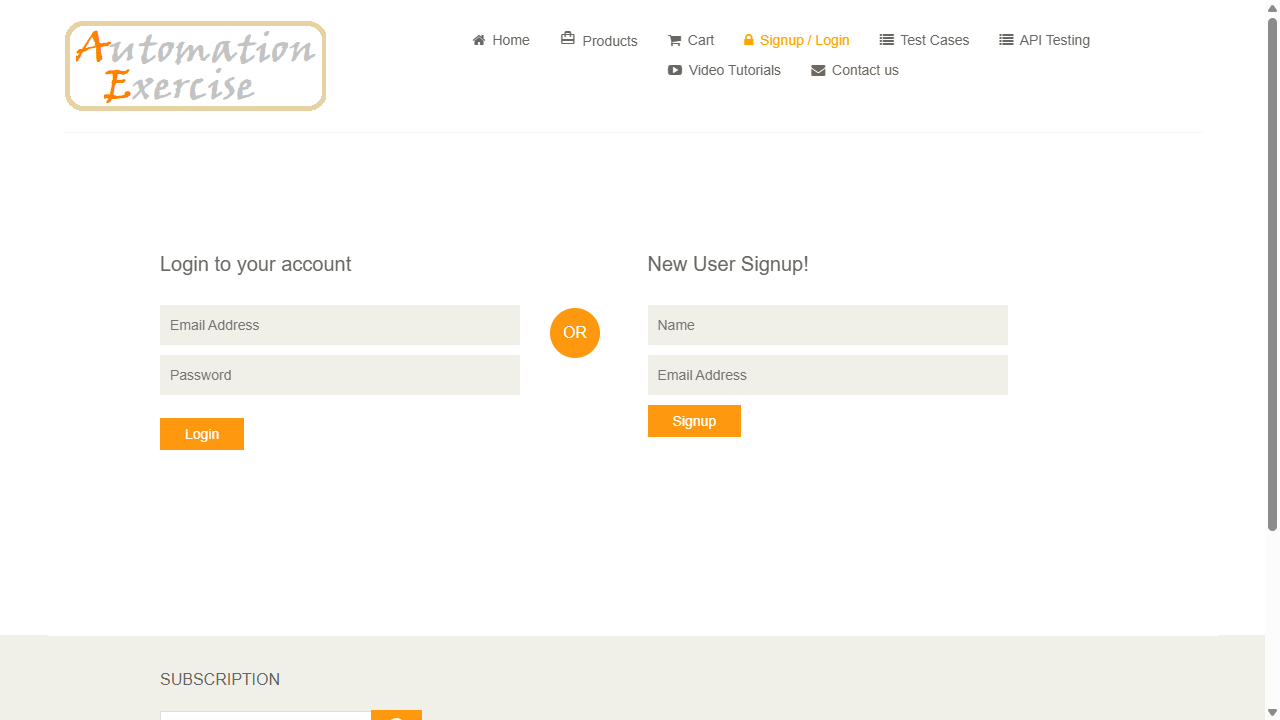 Automation
Exercise
Home
Products
Cart
Signup / Login
Test Cases
API Testing
Video Tutorials
Contact us
Login to your account
Email Address
Password
Login
OR
New User Signup!
Name
Email Address
Signup
SUBSCRIPTION